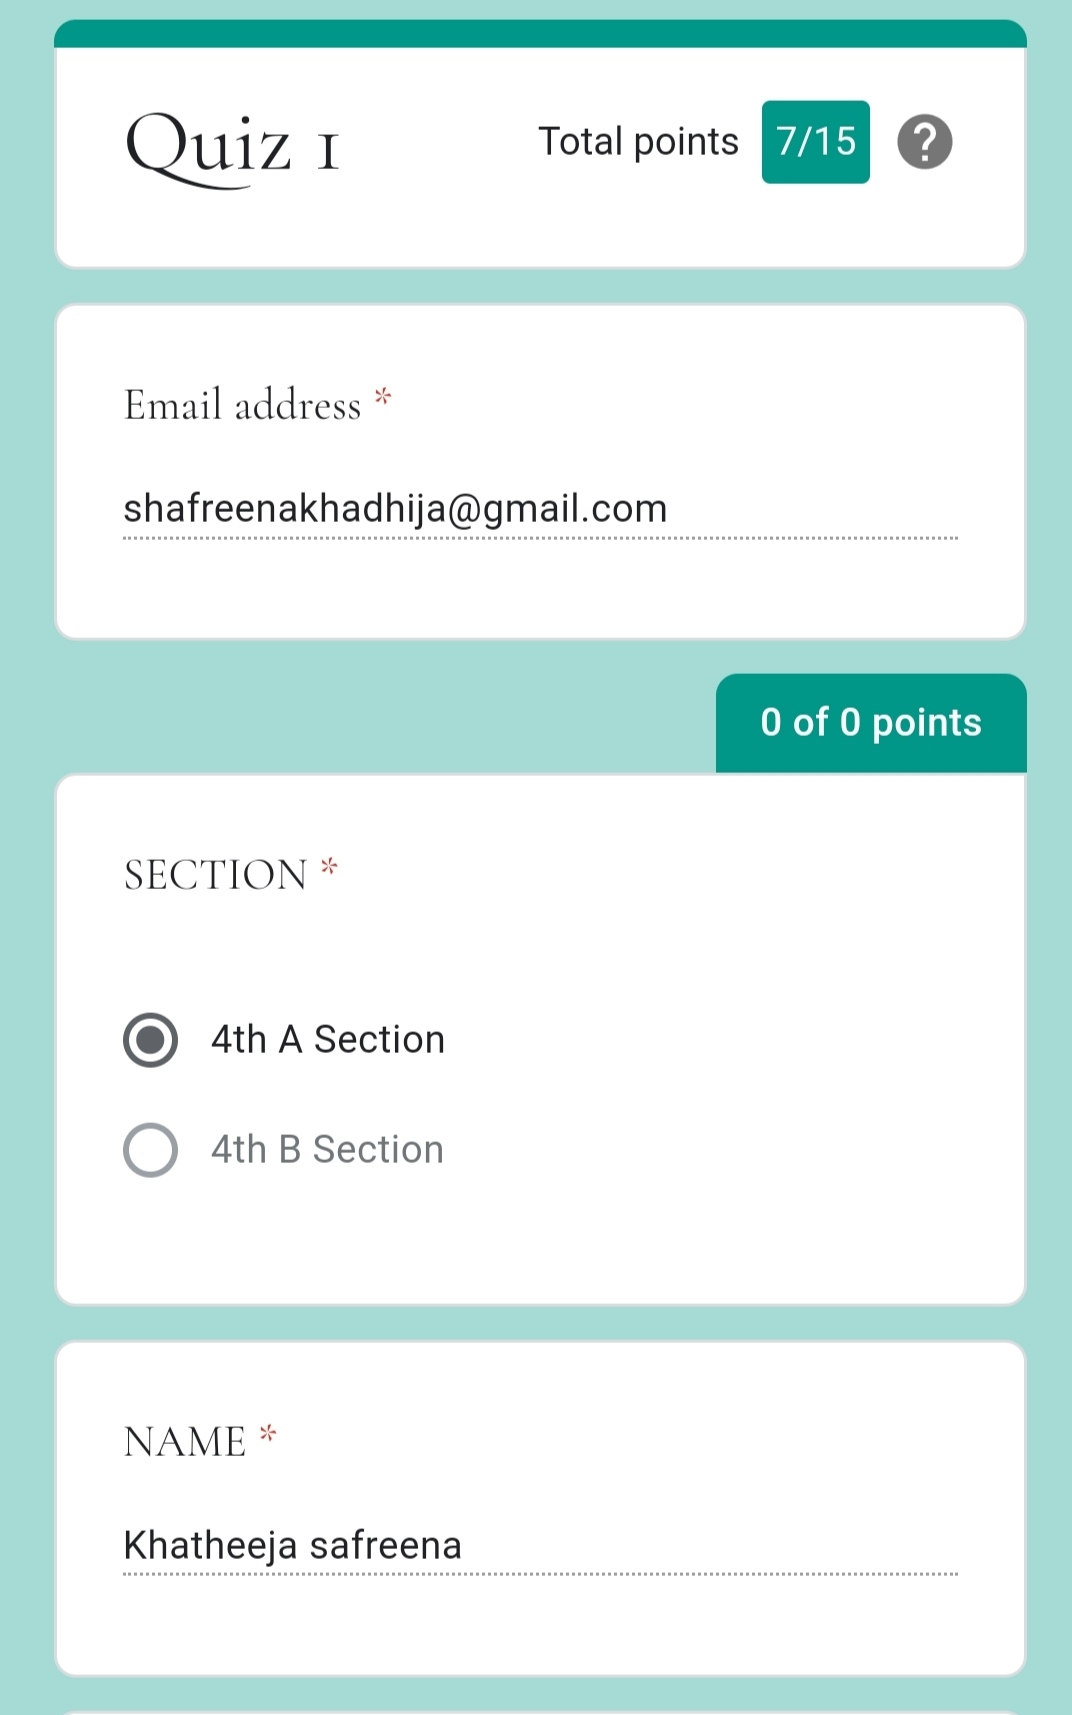 Quiz 1
Total points 7/15 ?
Email address *
shafreenakhadhija@gmail.com
0 of 0 points
SECTION *
4th A Section
4th B Section
NAME *
Khatheeja safreena